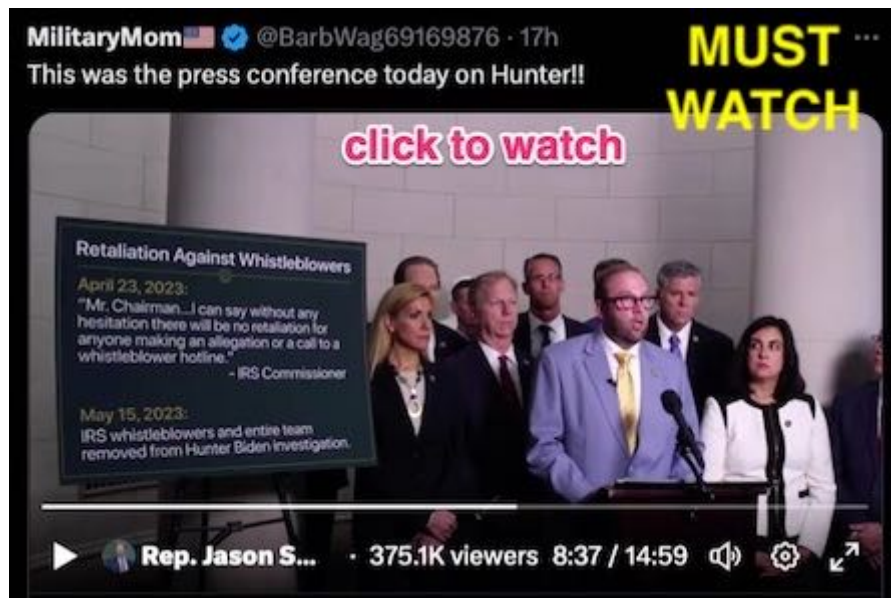 MilitaryMom🇺🇸 @BarbWag69169876 · 17h ...
This was the press conference today on Hunter!!
MUST
WATCH
click to watch
Retaliation Against Whistleblowers
April 23, 2023:
"Mr. Chairman...I can say without any
hesitation there will be no retaliation for
anyone making an allegation or a call to a
whistleblower hotline."
- IRS Commissioner
May 15, 2023:
IRS whistleblowers and entire team
removed from Hunter Biden investigation.
Rep. Jason S... · 375.1K viewers 8:37 / 14:59